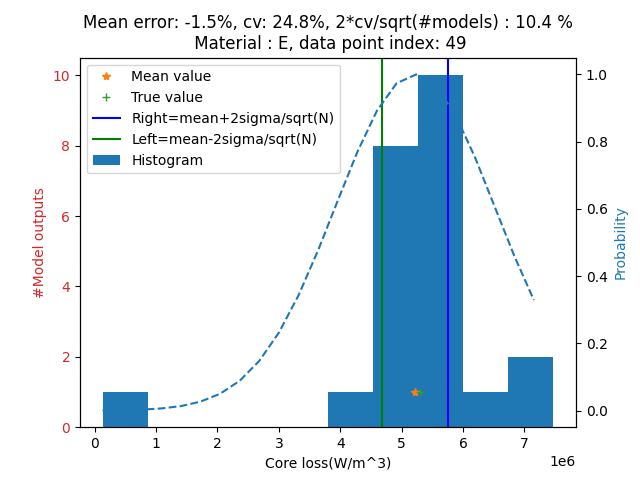 Mean error: -1.5%, cv: 24.8%, 2*cv/sqrt(#models) : 10.4 %
Material : E, data point index: 49
Mean value
True value
Right=mean+2sigma/sqrt(N)
Left=mean-2sigma/sqrt(N)
Histogram
#Model outputs
10
8
6
4
2
0
Probability
1.0
0.8
0.6
0.4
0.2
0.0
0 1 2 3 4 5 6 7
1e6
Core loss(W/m^3)